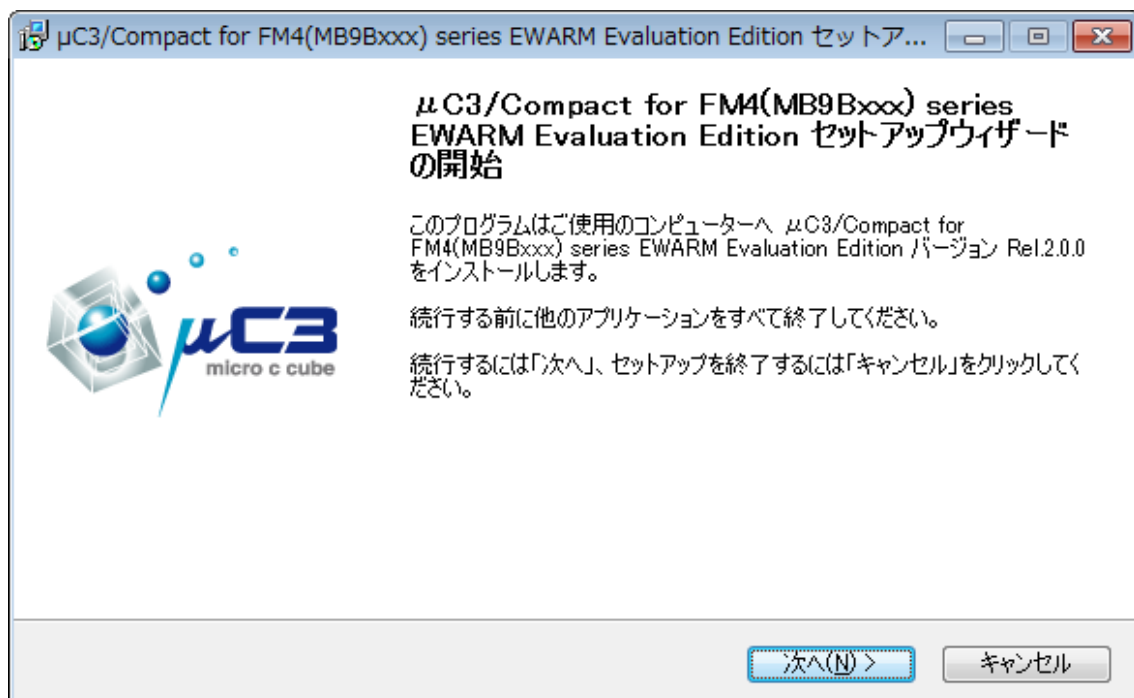 μC3/Compact for FM4(MB9Bxxx) series EWARM Evaluation Edition セットア...
μC3/Compact for FM4(MB9Bxxx) series
EWARM Evaluation Edition セットアップウィザード
の開始
このプログラムはご使用のコンピューターへ μC3/Compact for
FM4(MB9Bxxx) series EWARM Evaluation Edition バージョン Rel.2.0.0
をインストールします。
続行する前に他のアプリケーションをすべて終了してください。
続行するには「次へ」、セットアップを終了するには「キャンセル」をクリックしてく
ださい。
μC3
micro c cube
次へ(N) >
キャンセル